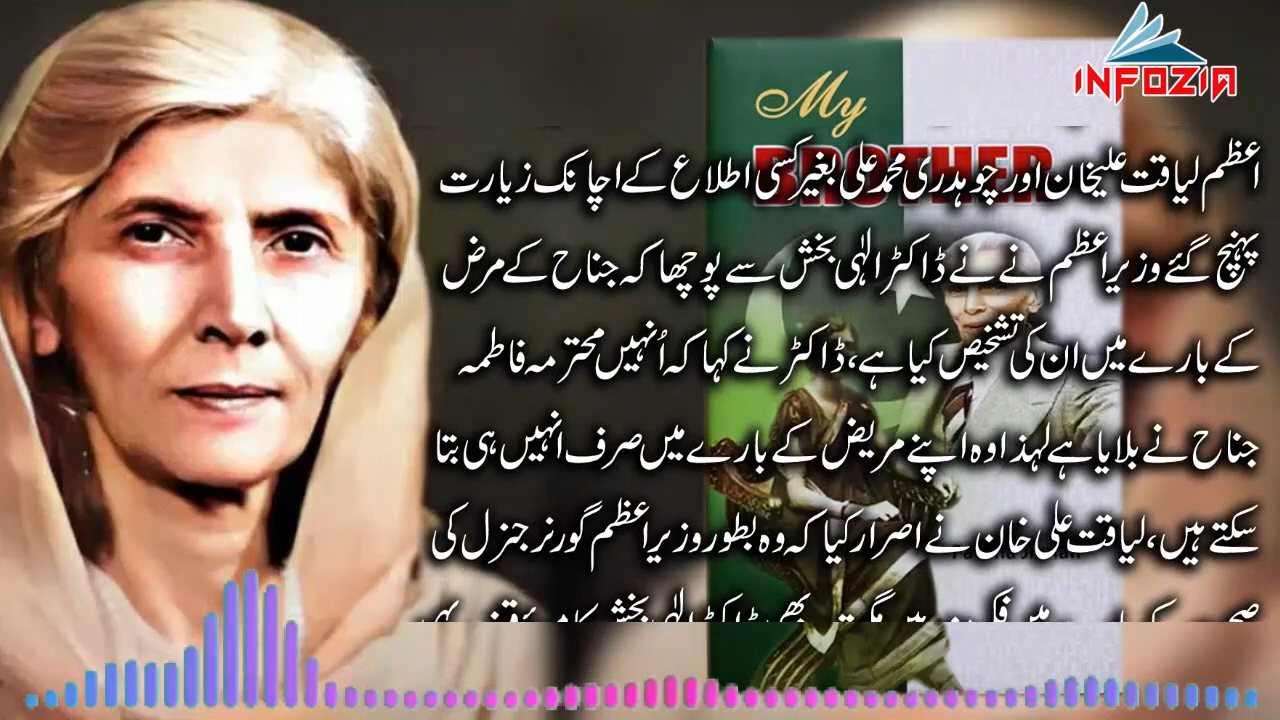 INFOZIA
My
BROTHER
اعظم لیاقت علیخان اور چوہدری محمد علی بغیر کسی اطلاع کے اچانک زیارت
پہنچ گئے وزیر اعظم نے نے ڈاکٹر الٰہی بخش سے پوچھا کہ جناح کے مرض
کے بارے میں ان کی تشخیص کیا ہے، ڈاکٹر نے کہا کہ اُنہیں محترمہ فاطمہ
جناح نے بلایا ہے لہذا وہ اپنے مریض کے بارے میں صرف انہیں ہی بتا
سکتے ہیں، لیاقت علی خان نے اصرار کیا کہ وہ بطور وزیر اعظم گورنر جنرل کی